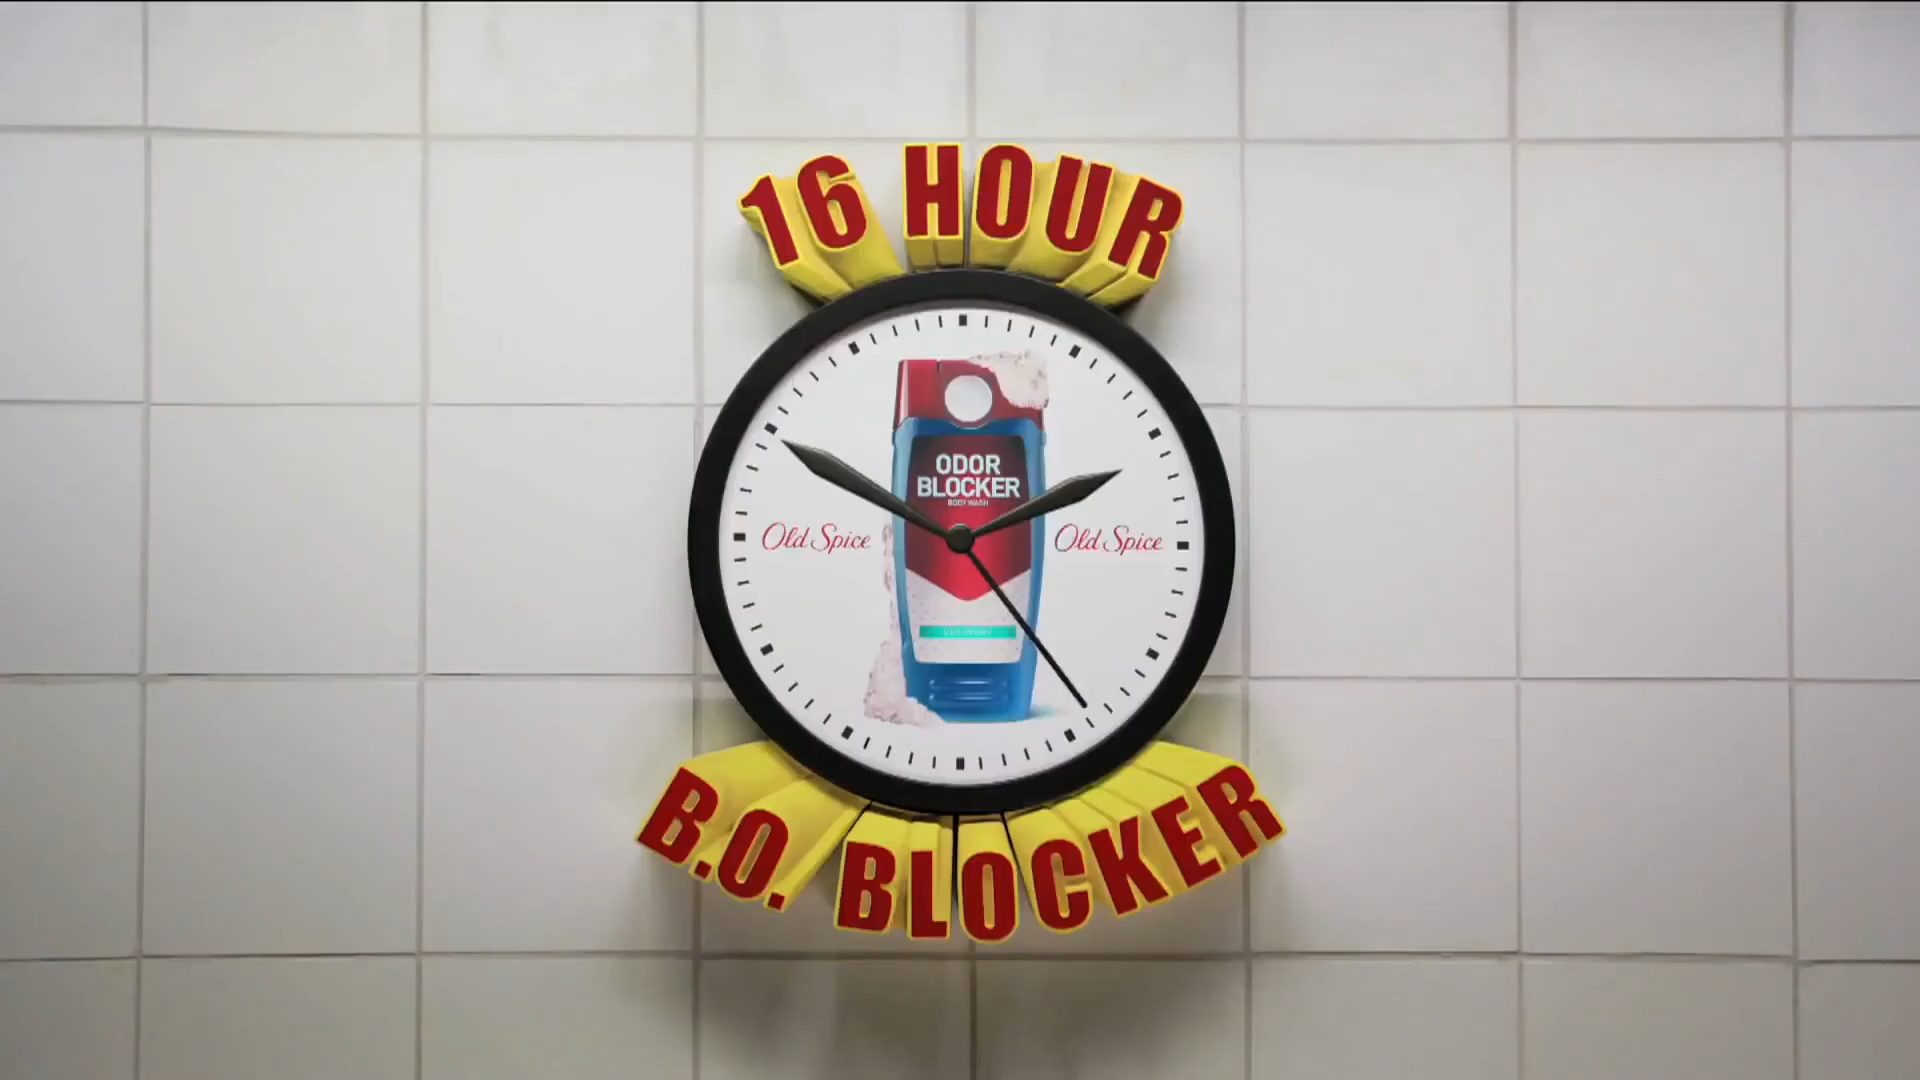 16 HOUR
ODOR
BLOCKER
BODY WASH
Old Spice
Old Spice
B.O. BLOCKER